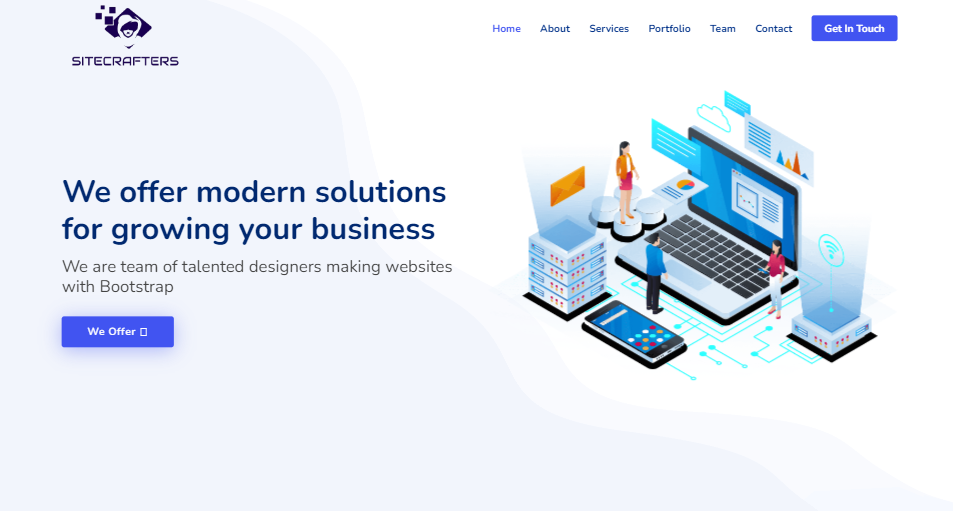 SITECRAFTERS
Home About Services Portfolio Team Contact Get In Touch
We offer modern solutions
for growing your business
We are team of talented designers making websites
with Bootstrap
We Offer